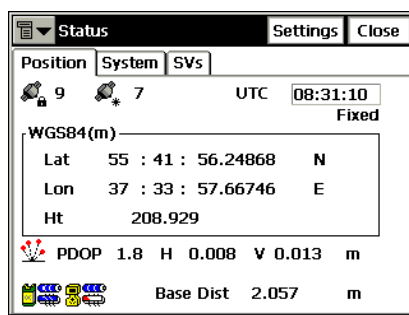 Status Settings Close
Position System SVs
9 7 UTC 08:31:10
Fixed
WGS84(m)
Lat 55 : 41 : 56.24868 N
Lon 37 : 33 : 57.66746 E
Ht 208.929
PDOP 1.8 H 0.008 V 0.013 m
Base Dist 2.057 m